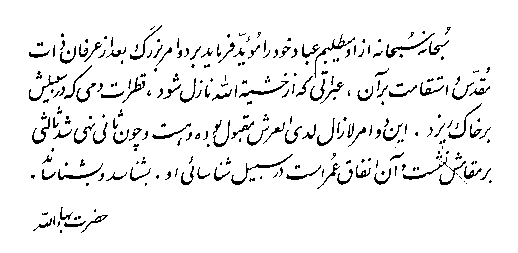 سبحانه سبحانه از او میطلبیم عباد خود را مؤید فرماید بر دو امر بزرگ بعد از عرفان ذات
مقدس و استقامت بر آن ، عبراتی که از خشیة الله نازل شود ، قطرات دمی که در سبیلش
بر خاک ریزد . این دو امر لازال لدی العرش مقبول بوده و هست و چون ثانی نهی شد ثالثی
بر مقامش نشست و آن انفاق عمر است در سبیل شناسائی او . بشناسد و بشناساند .
حضرت بهاءالله